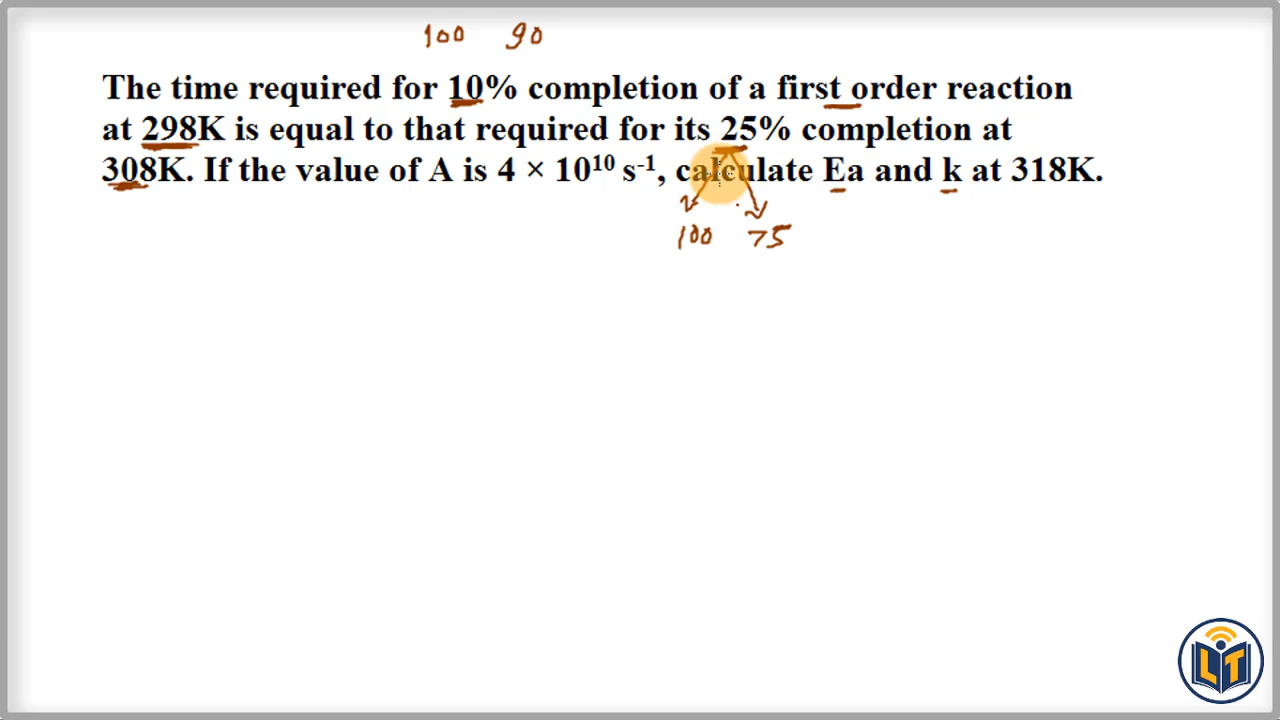 100 90
The time required for 10% completion of a first order reaction
at 298K is equal to that required for its 25% completion at
308K. If the value of A is 4 × 10¹⁰ s⁻¹, calculate Ea and k at 318K.
100 75
LT